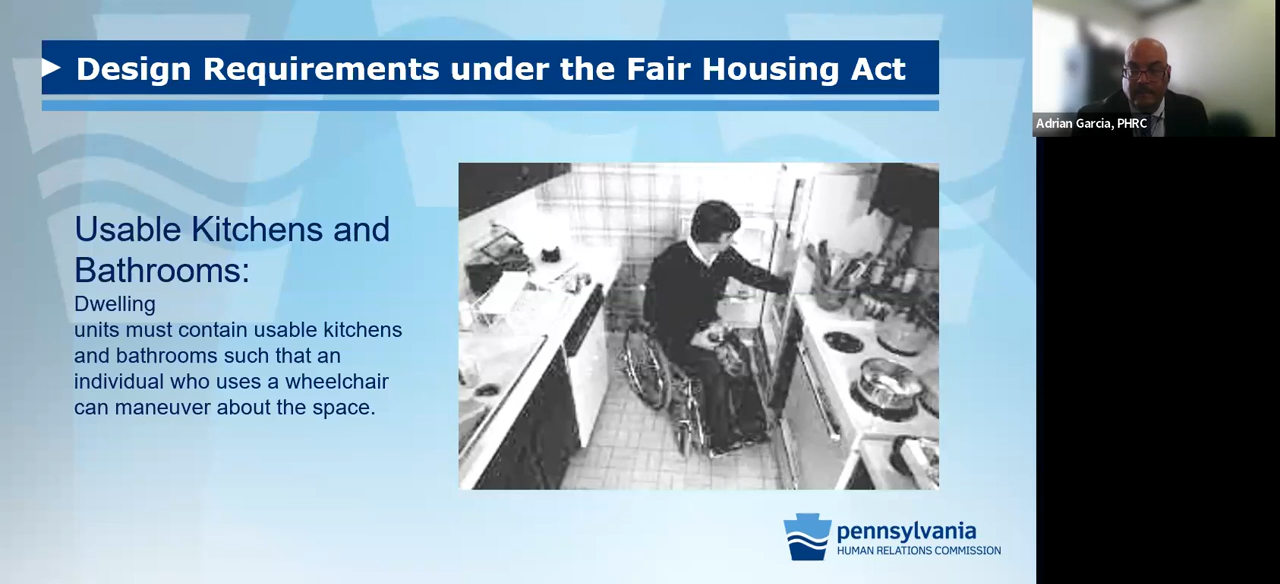 Design Requirements under the Fair Housing Act
Adrian Garcia, PHRC
Usable Kitchens and
Bathrooms:
Dwelling
units must contain usable kitchens
and bathrooms such that an
individual who uses a wheelchair
can maneuver about the space.
pennsylvania
HUMAN RELATIONS COMMISSION